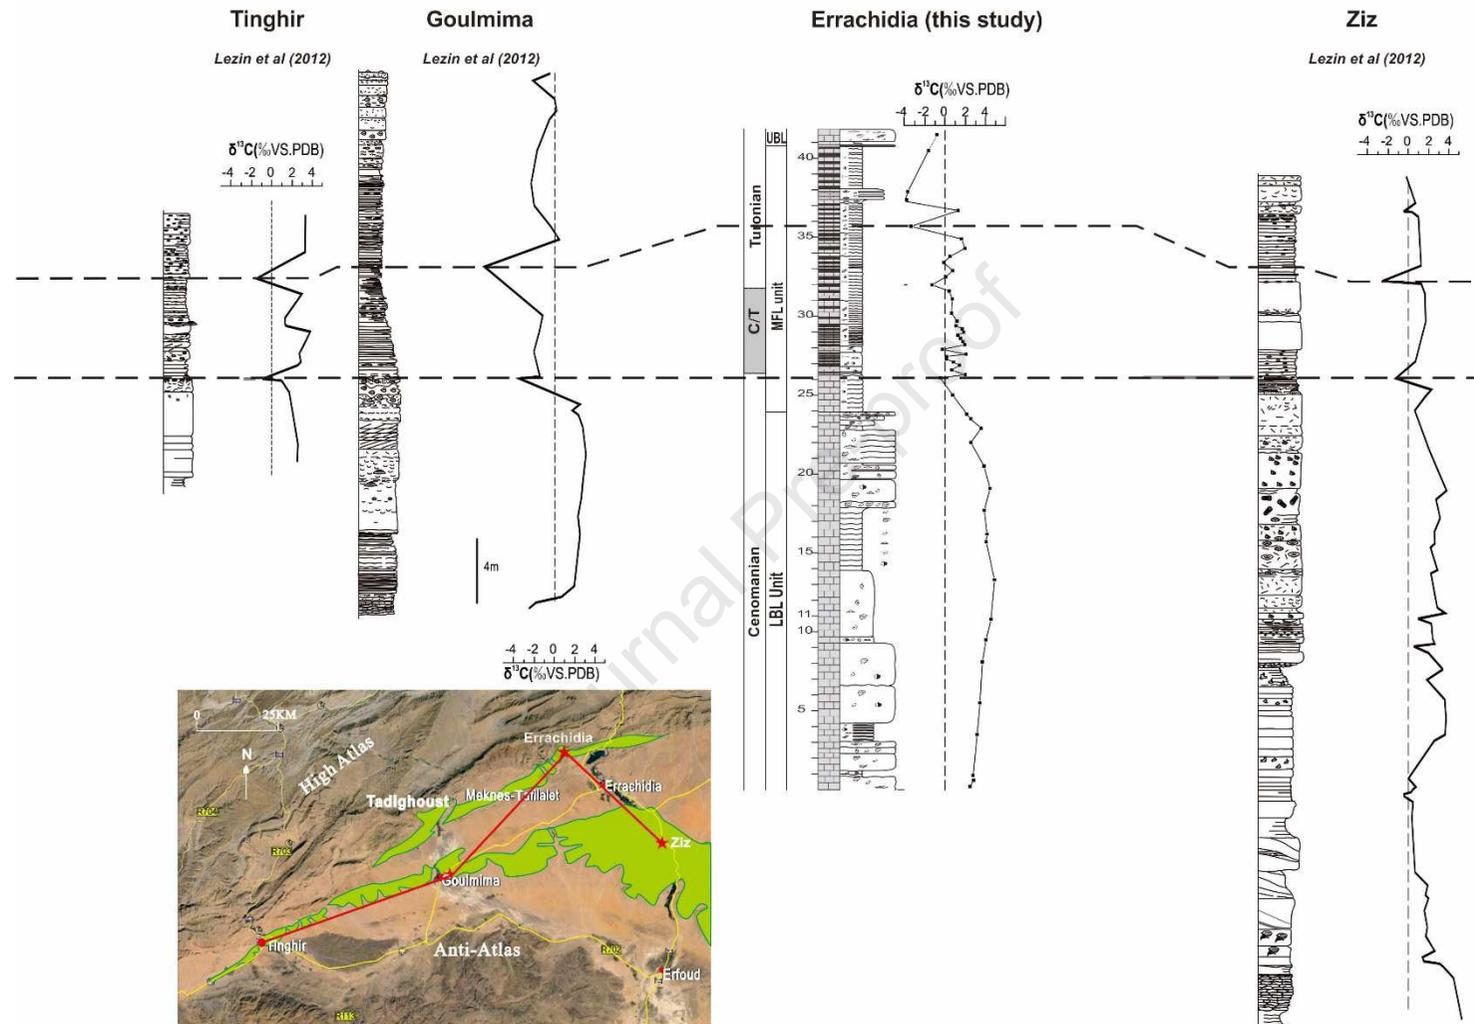 Tinghir
Goulmima
Errachidia (this study)
Ziz
Lezin et al (2012)
Lezin et al (2012)
Lezin et al (2012)
δ¹³C(‰VS.PDB)
-4 -2 0 2 4
δ¹³C(‰VS.PDB)
-4 -2 0 2 4
δ¹³C(‰VS.PDB)
-4 -2 0 2 4
UBL
Turonian
C/T
MFL unit
Cenomanian
LBL Unit
40
35
30
25
20
15
11
10
5
4m
-4 -2 0 2 4
δ¹³C(‰VS.PDB)
Journal Pre-proof
0 25KM
N
High Atlas
Errachidia
Errachidia
Tadighoust
Meknes-Tafilalet
Ziz
R704
R703
Goulmima
Tinghir
Anti-Atlas
R702
Erfoud
R113